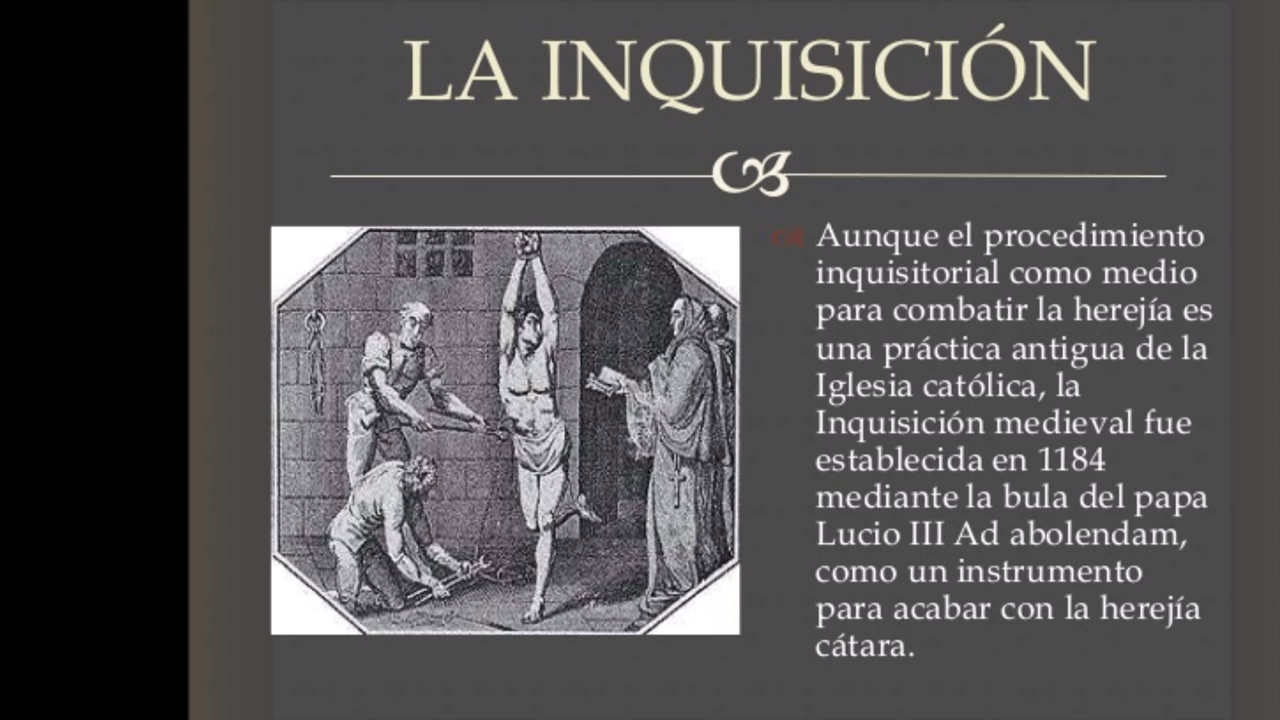 LA INQUISICIÓN
Aunque el procedimiento
inquisitorial como medio
para combatir la herejía es
una práctica antigua de la
Iglesia católica, la
Inquisición medieval fue
establecida en 1184
mediante la bula del papa
Lucio III Ad abolendam,
como un instrumento
para acabar con la herejía
cátara.